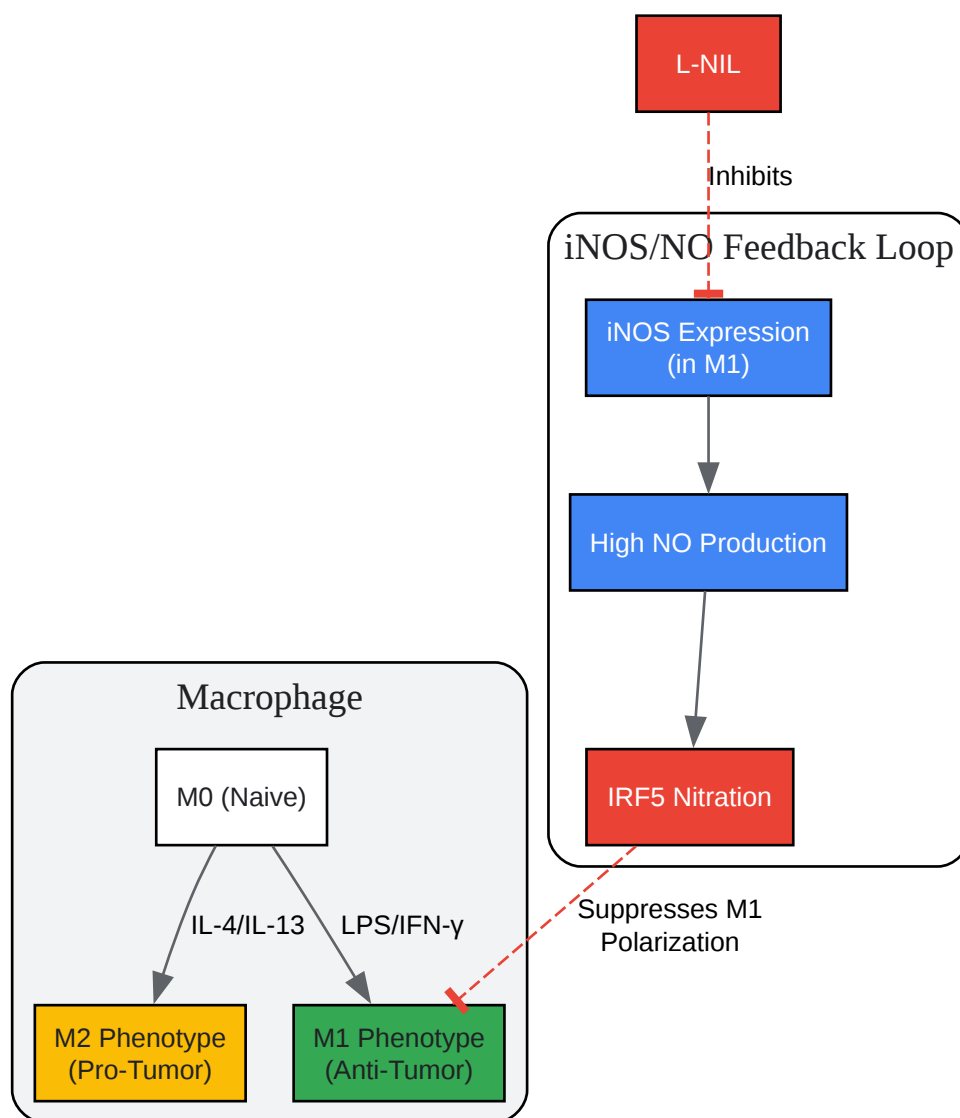 L-NIL
Inhibits
iNOS/NO Feedback Loop
iNOS Expression
(in M1)
High NO Production
IRF5 Nitration
Suppresses M1
Polarization
Macrophage
M0 (Naive)
IL-4/IL-13
LPS/IFN-γ
M2 Phenotype
(Pro-Tumor)
M1 Phenotype
(Anti-Tumor)